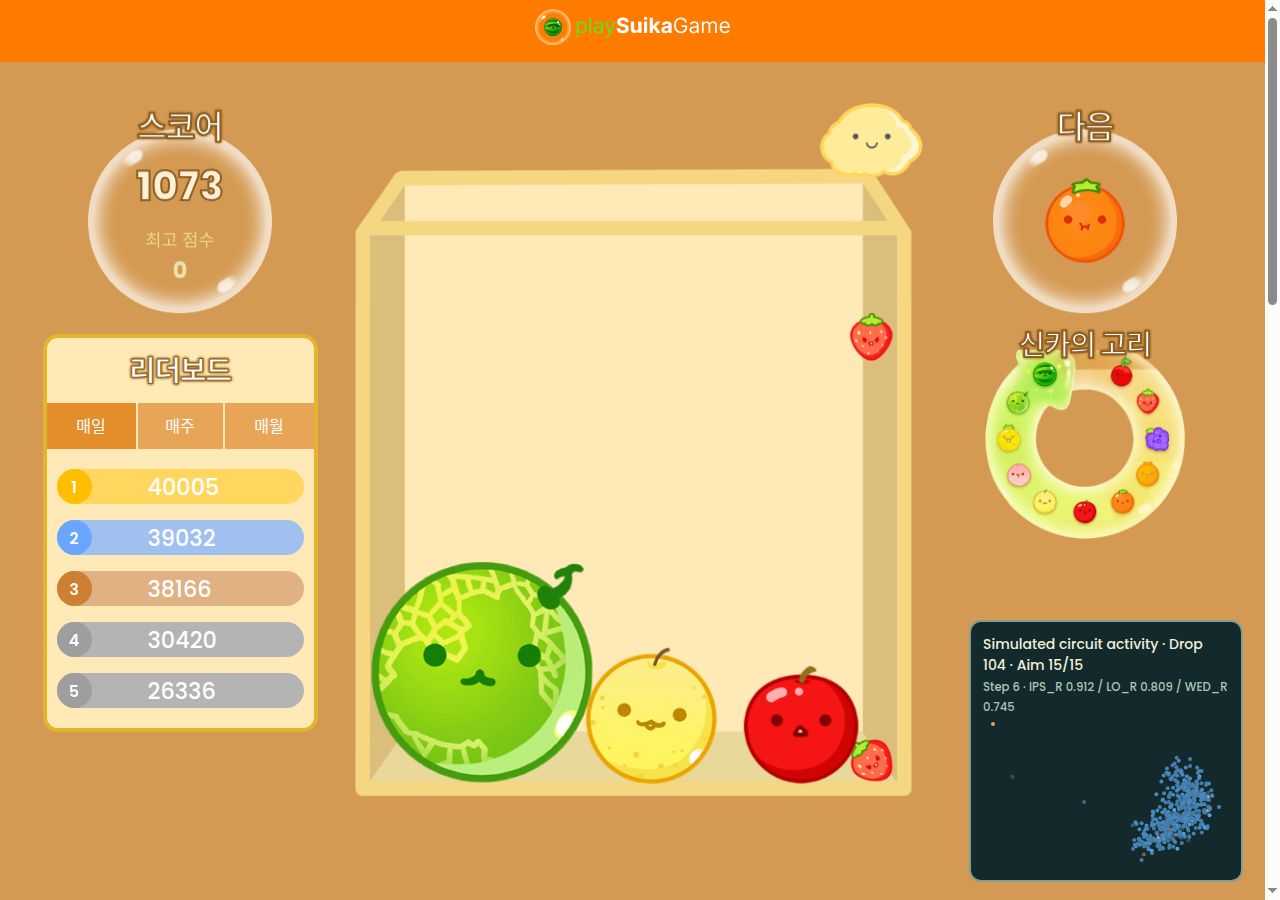 playSuikaGame
스코어
1073
최고 점수
0
리더보드
매일 매주 매월
1 40005
2 39032
3 38166
4 30420
5 26336
다음
신카의 고리
Simulated circuit activity · Drop
104 · Aim 15/15
Step 6 · IPS_R 0.912 / LO_R 0.809 / WED_R
0.745